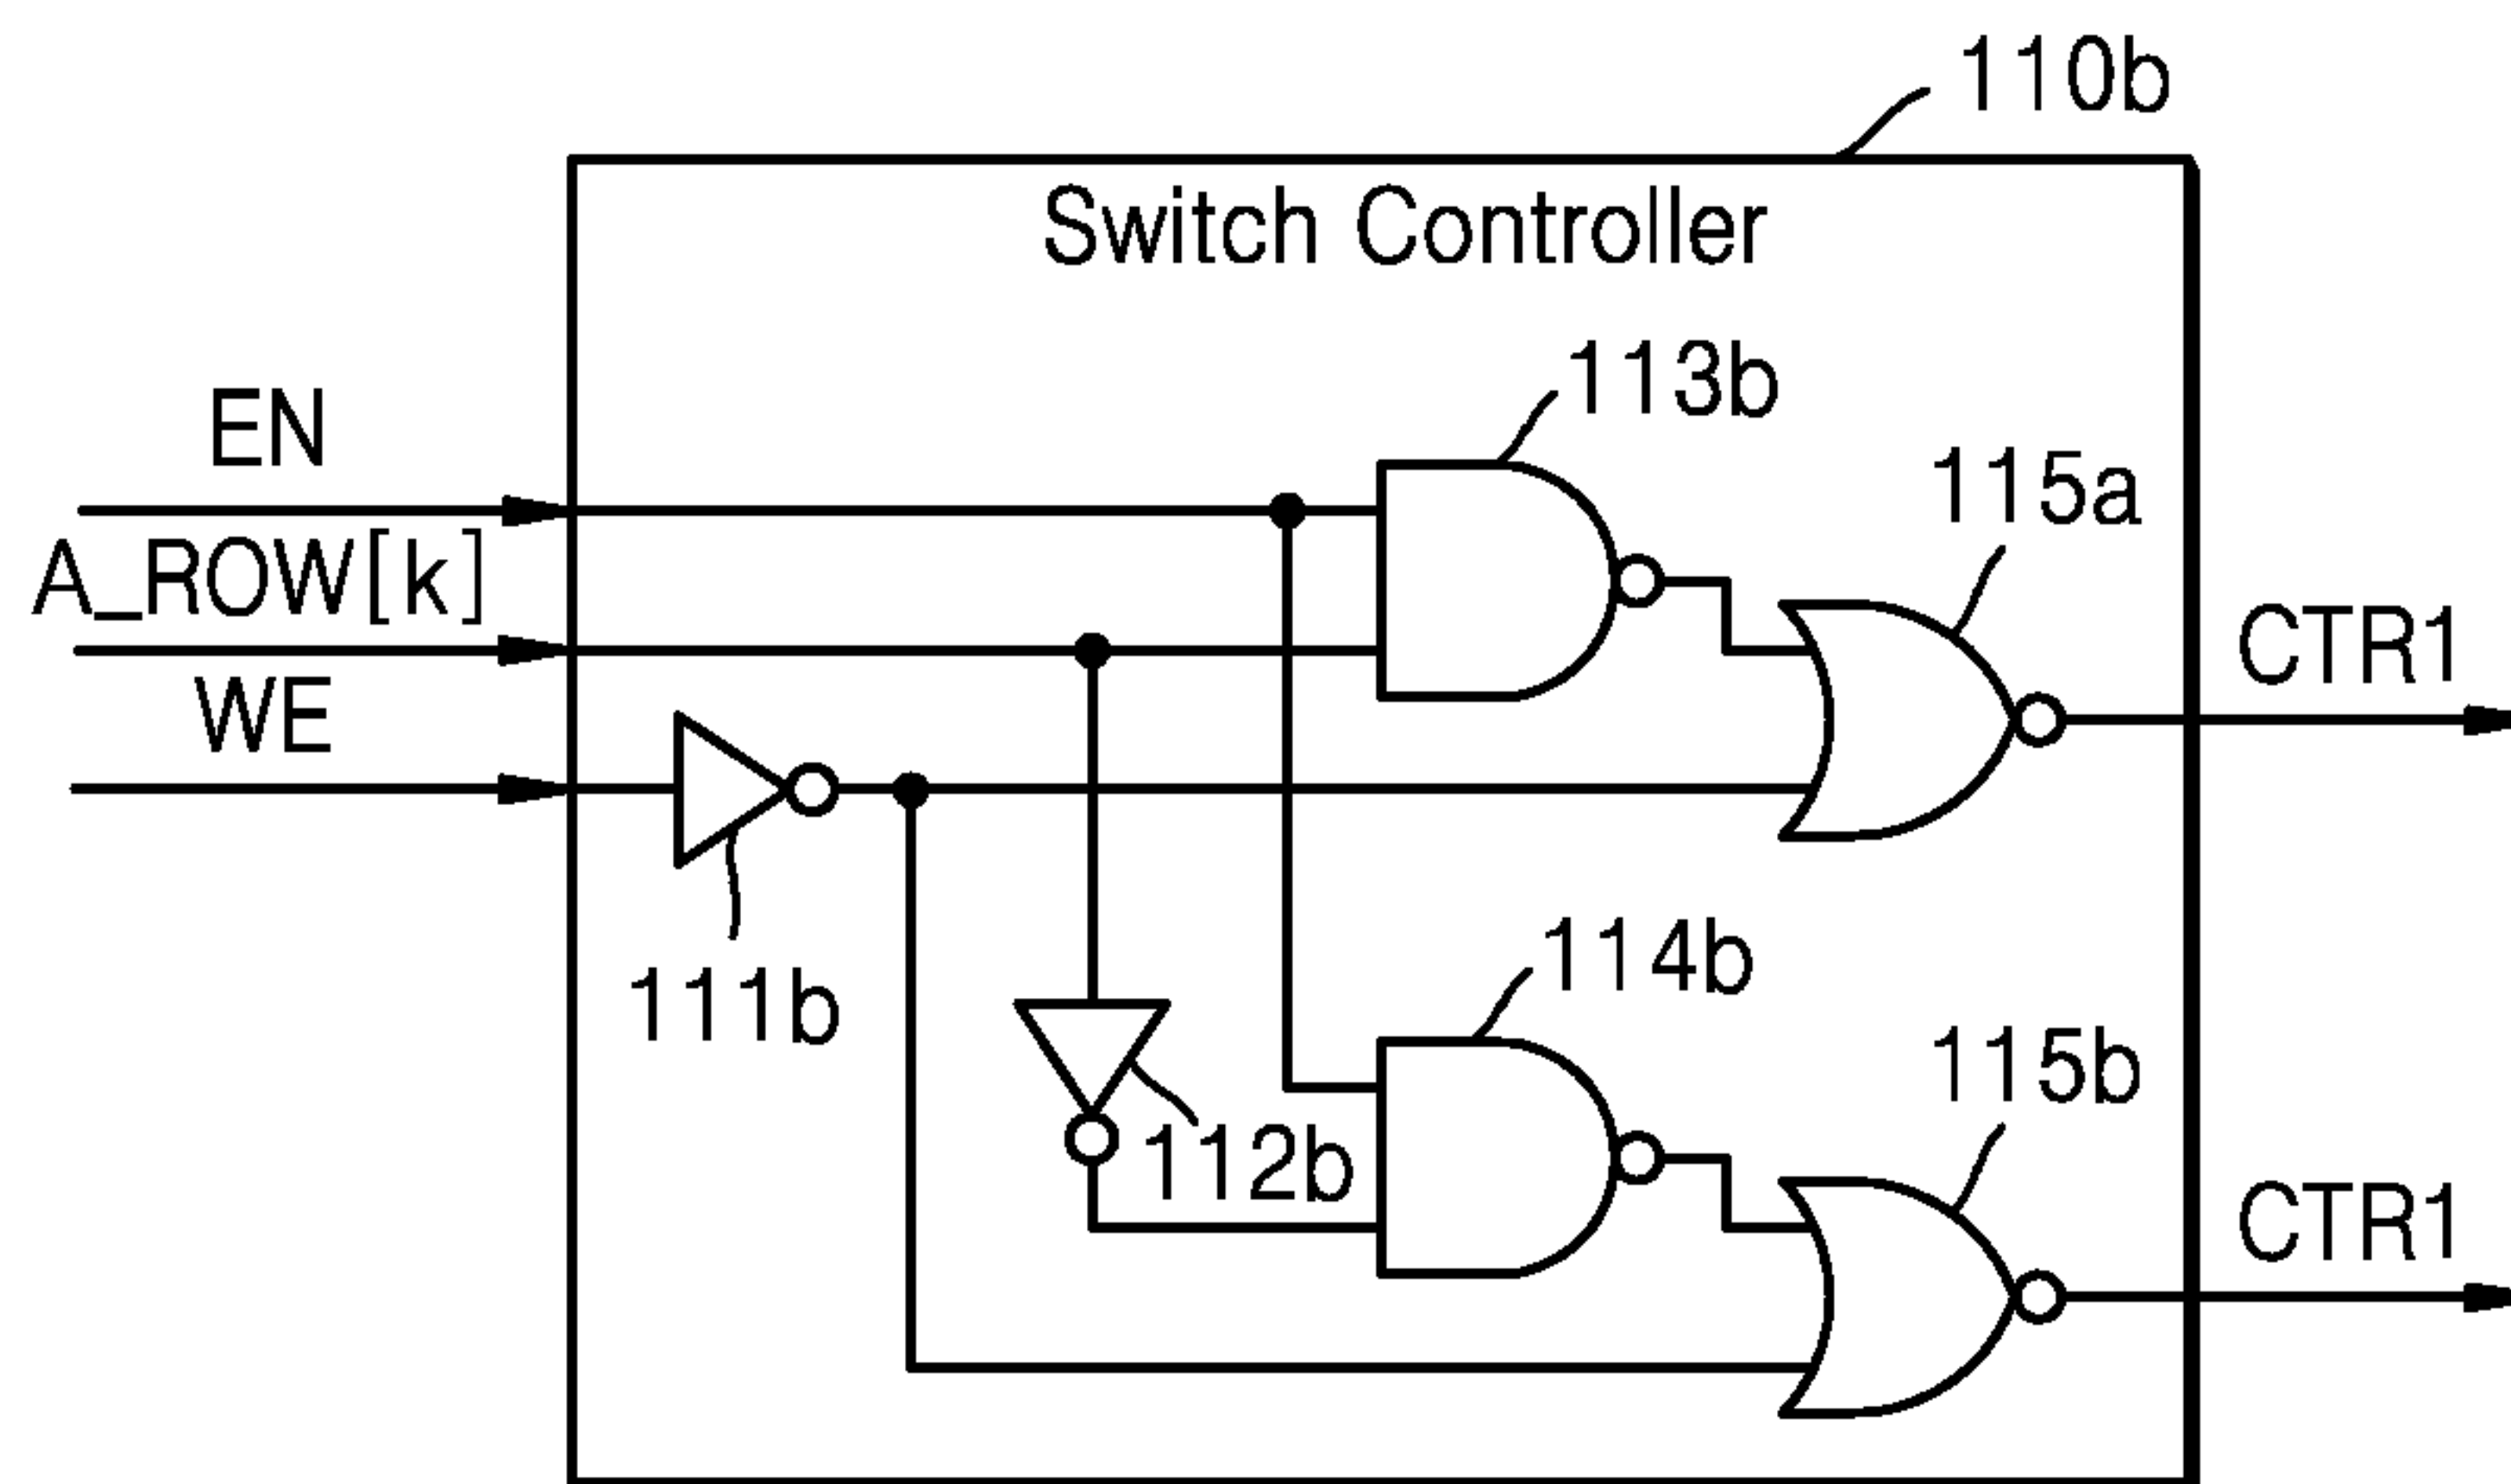 110b
Switch Controller
113b
EN
115a
A_ROW[k]
CTR1
WE
114b
111b
115b
112b
CTR1